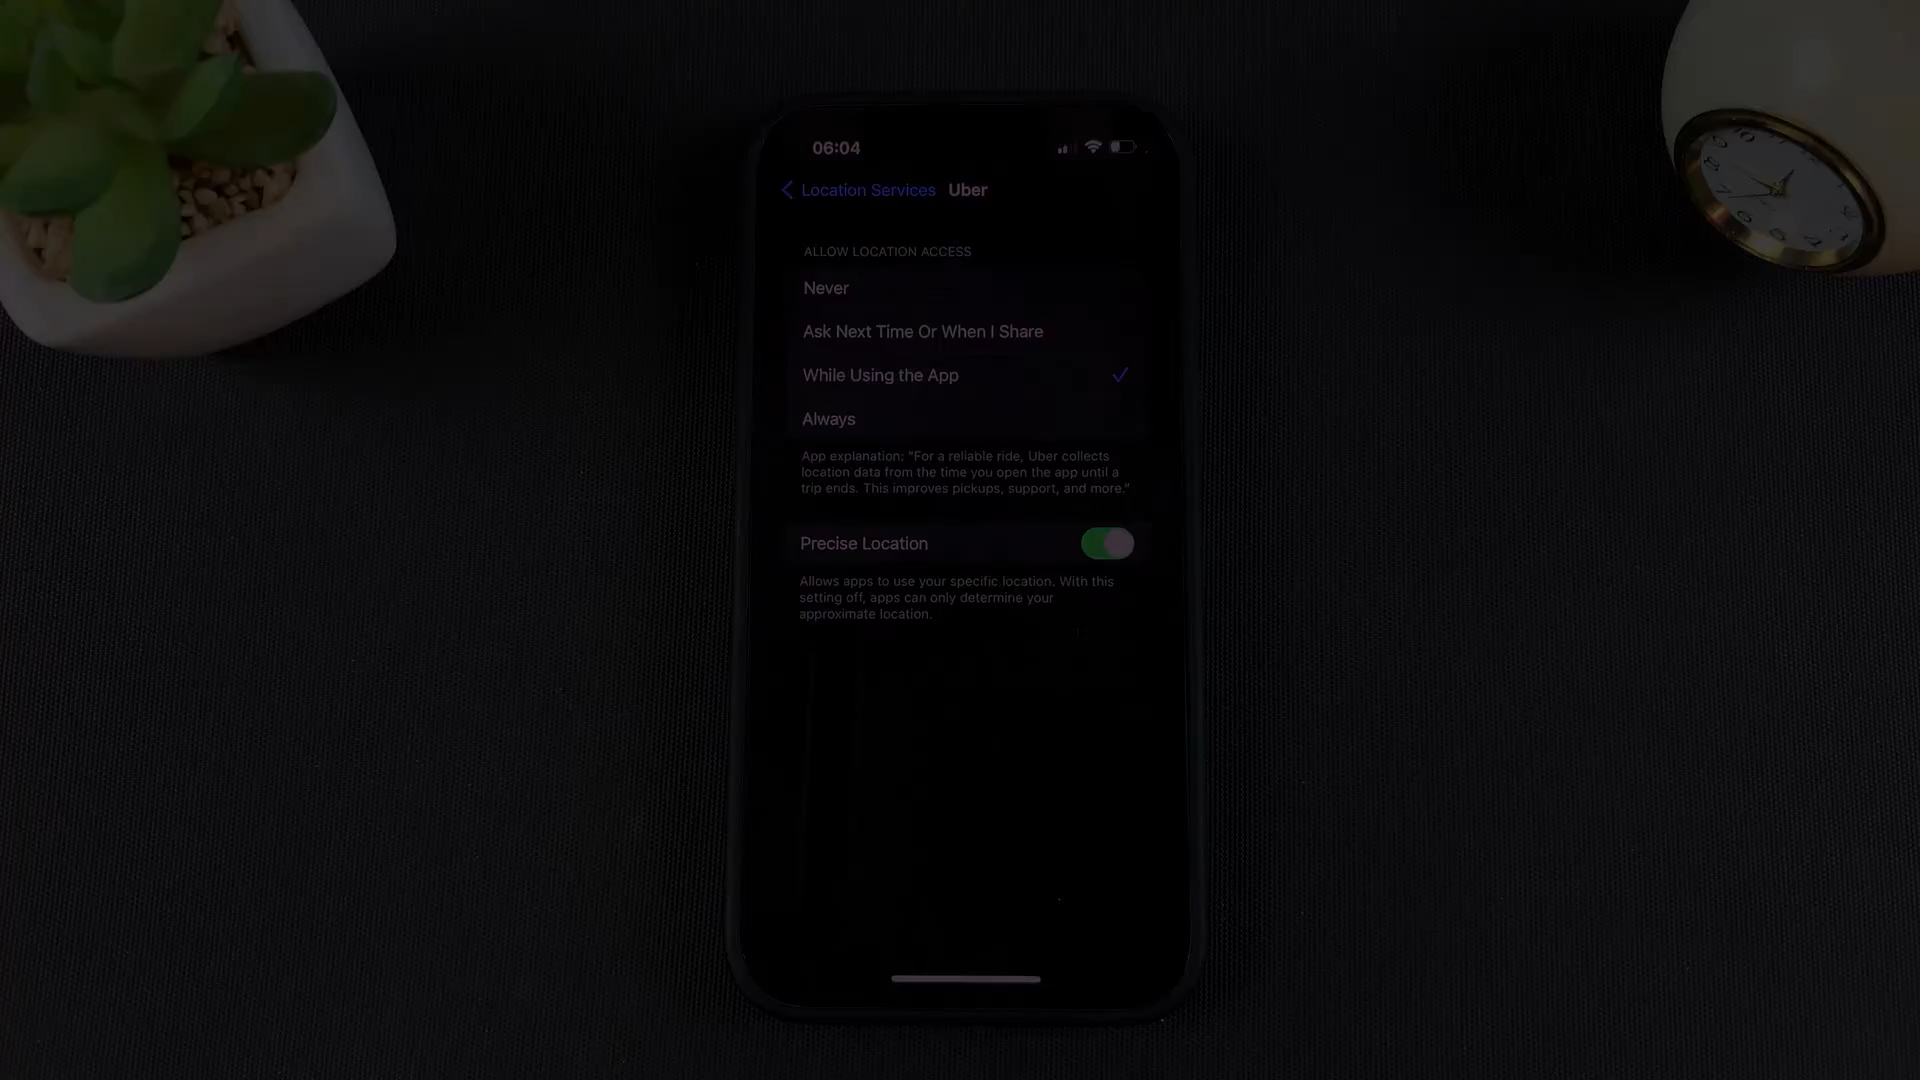 06:04
Location Services Uber
ALLOW LOCATION ACCESS
Never
Ask Next Time Or When I Share
While Using the App
Always
App explanation: “For a reliable ride, Uber collects
location data from the time you open the app until a
trip ends. This improves pickups, support, and more.”
Precise Location
Allows apps to use your specific location. With this
setting off, apps can only determine your
approximate location.